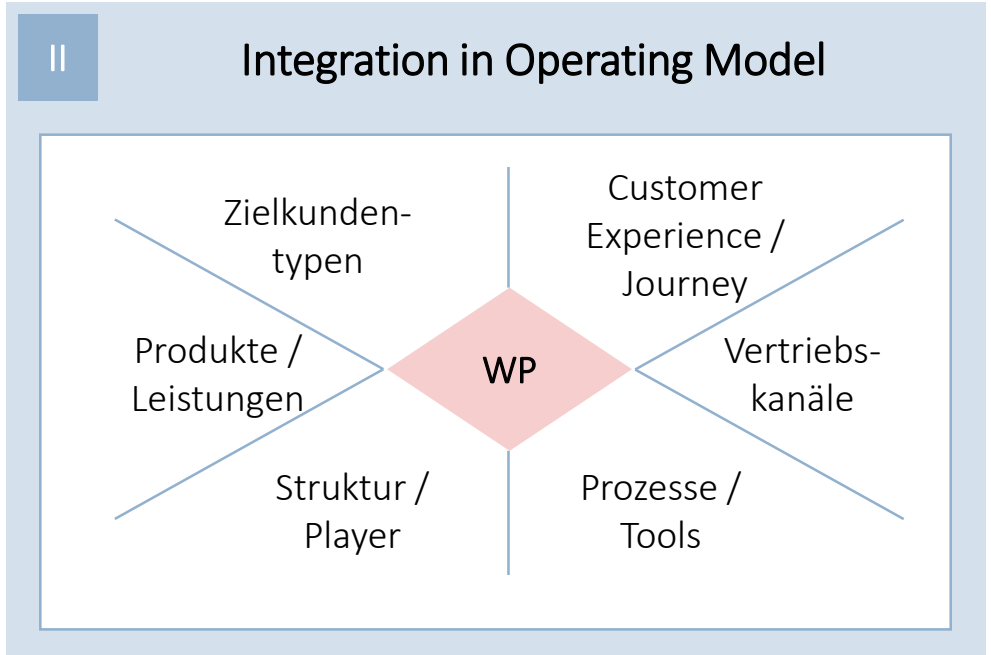 II
Integration in Operating Model
Zielkunden-
typen
Customer
Experience /
Journey
Produkte /
Leistungen
WP
Vertriebs-
kanäle
Struktur /
Player
Prozesse /
Tools